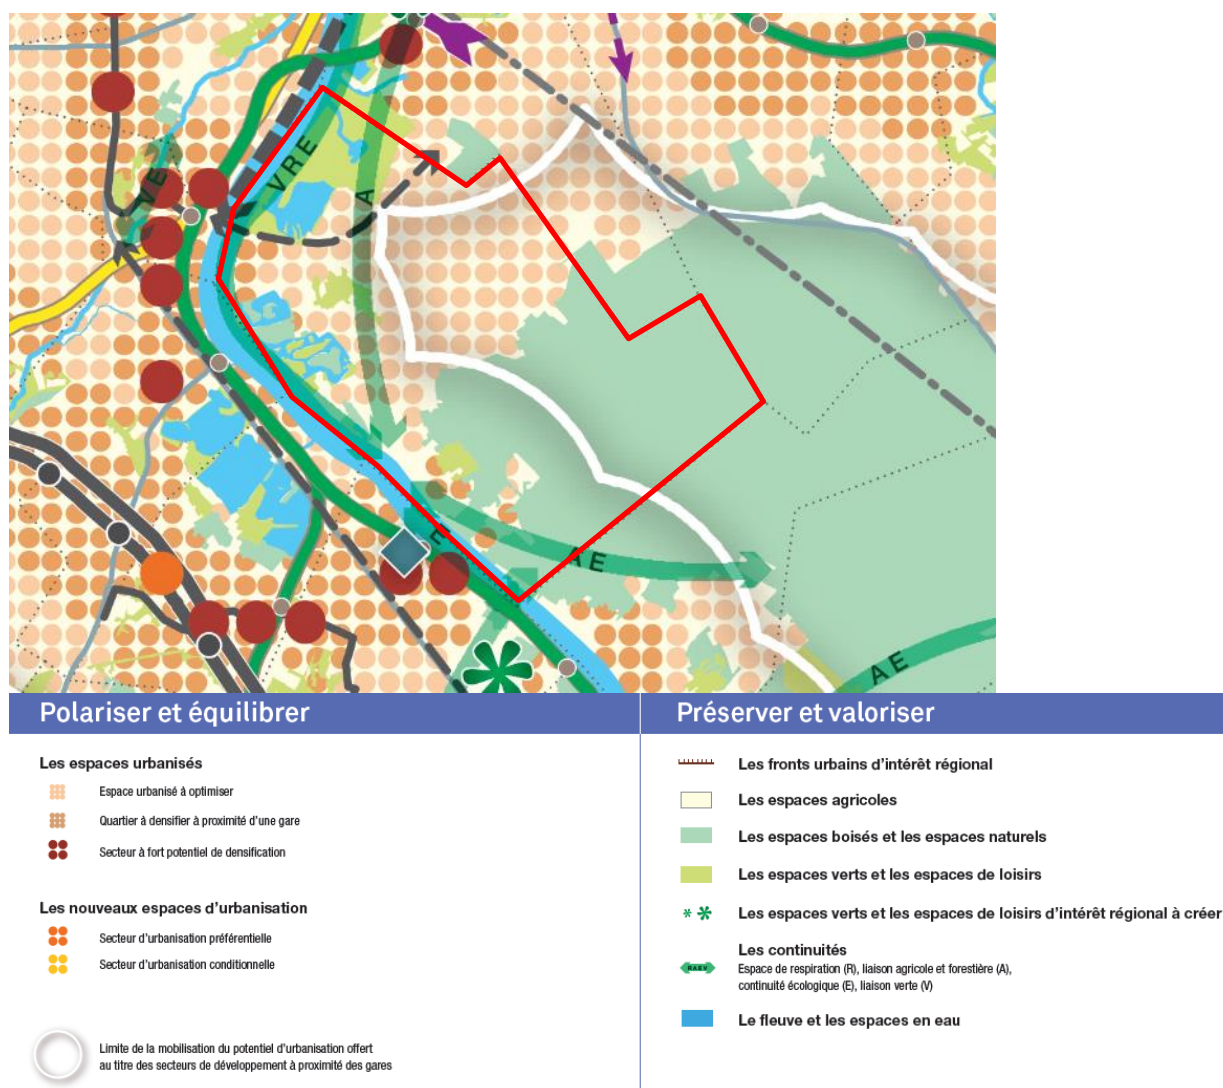 VRE
A
VE
E
AE
AE
Polariser et équilibrer
Les espaces urbanisés
Espace urbanisé à optimiser
Quartier à densifier à proximité d'une gare
Secteur à fort potentiel de densification
Les nouveaux espaces d'urbanisation
Secteur d'urbanisation préférentielle
Secteur d'urbanisation conditionnelle
Limite de la mobilisation du potentiel d'urbanisation offert
au titre des secteurs de développement à proximité des gares
Préserver et valoriser
Les fronts urbains d'intérêt régional
Les espaces agricoles
Les espaces boisés et les espaces naturels
Les espaces verts et les espaces de loisirs
Les espaces verts et les espaces de loisirs d'intérêt régional à créer
Les continuités
Espace de respiration (R), liaison agricole et forestière (A),
continuité écologique (E), liaison verte (V)
Le fleuve et les espaces en eau